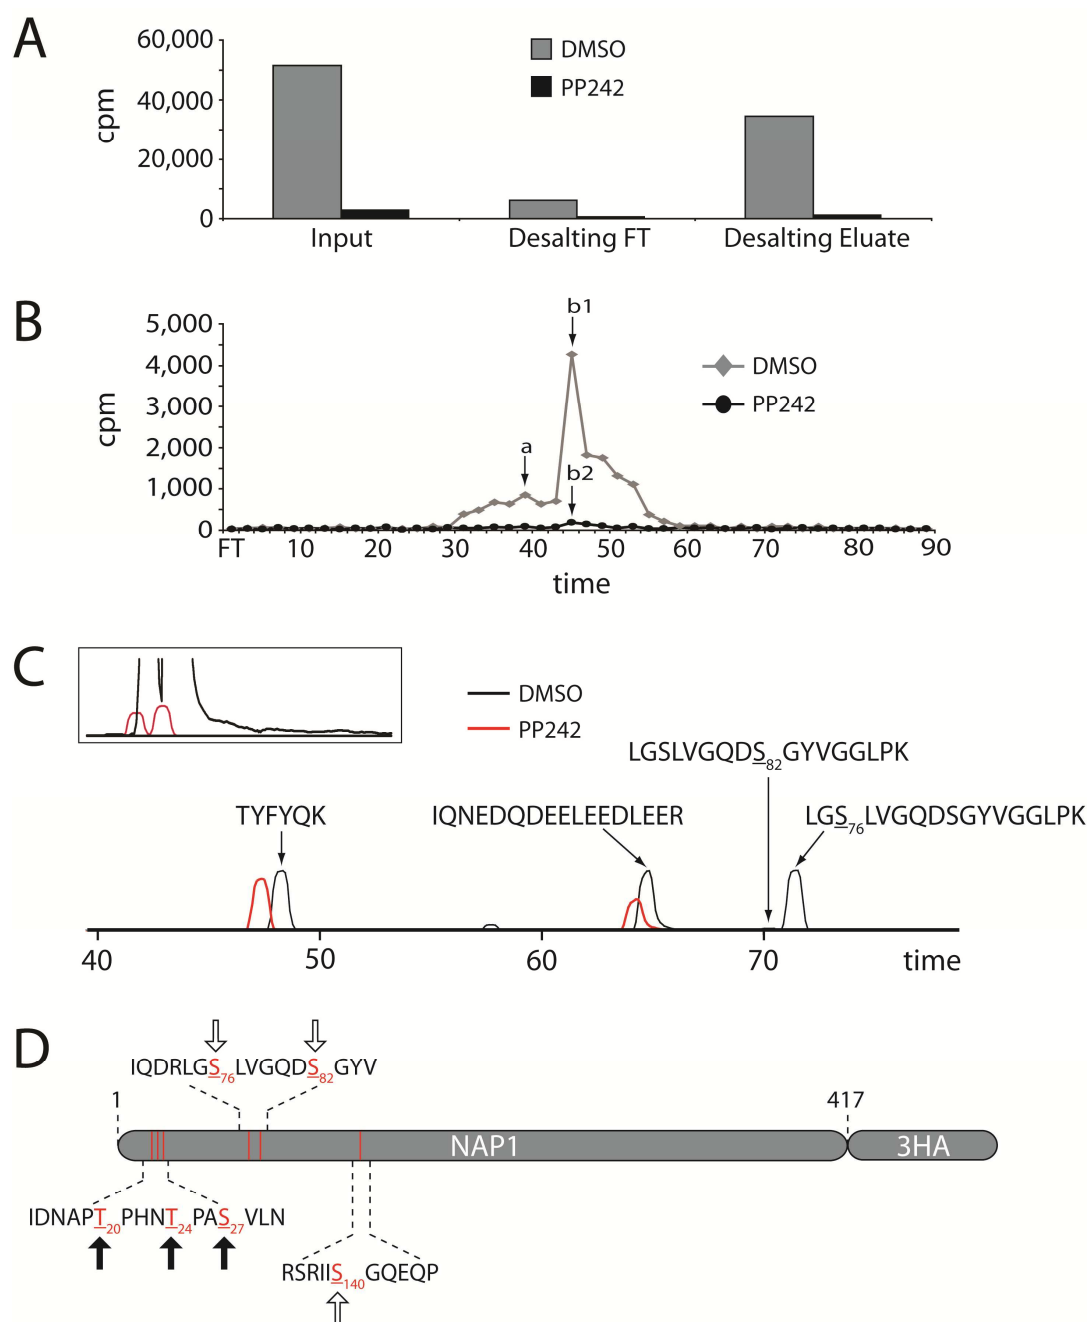 A
60,000
40,000
20,000
0
cpm
DMSO
PP242
Input
Desalting FT
Desalting Eluate
B
5,000
4,000
3,000
2,000
1,000
0
cpm
a
b1
b2
DMSO
PP242
FT 10 20 30 40 50 60 70 80 90
time
C
DMSO
PP242
LGSLVGQDS82GYVGGLPK
TYFYQK
IQNEDQDEELEEDLEER
LGS76LVGQDSGYVGGLPK
40 50 60 70 time
D
IQDRLGS76LVGQDS82GYV
1
417
NAP1
3HA
IDNAPT20PHNT24PAS27VLN
RSRIIS140GQEQP